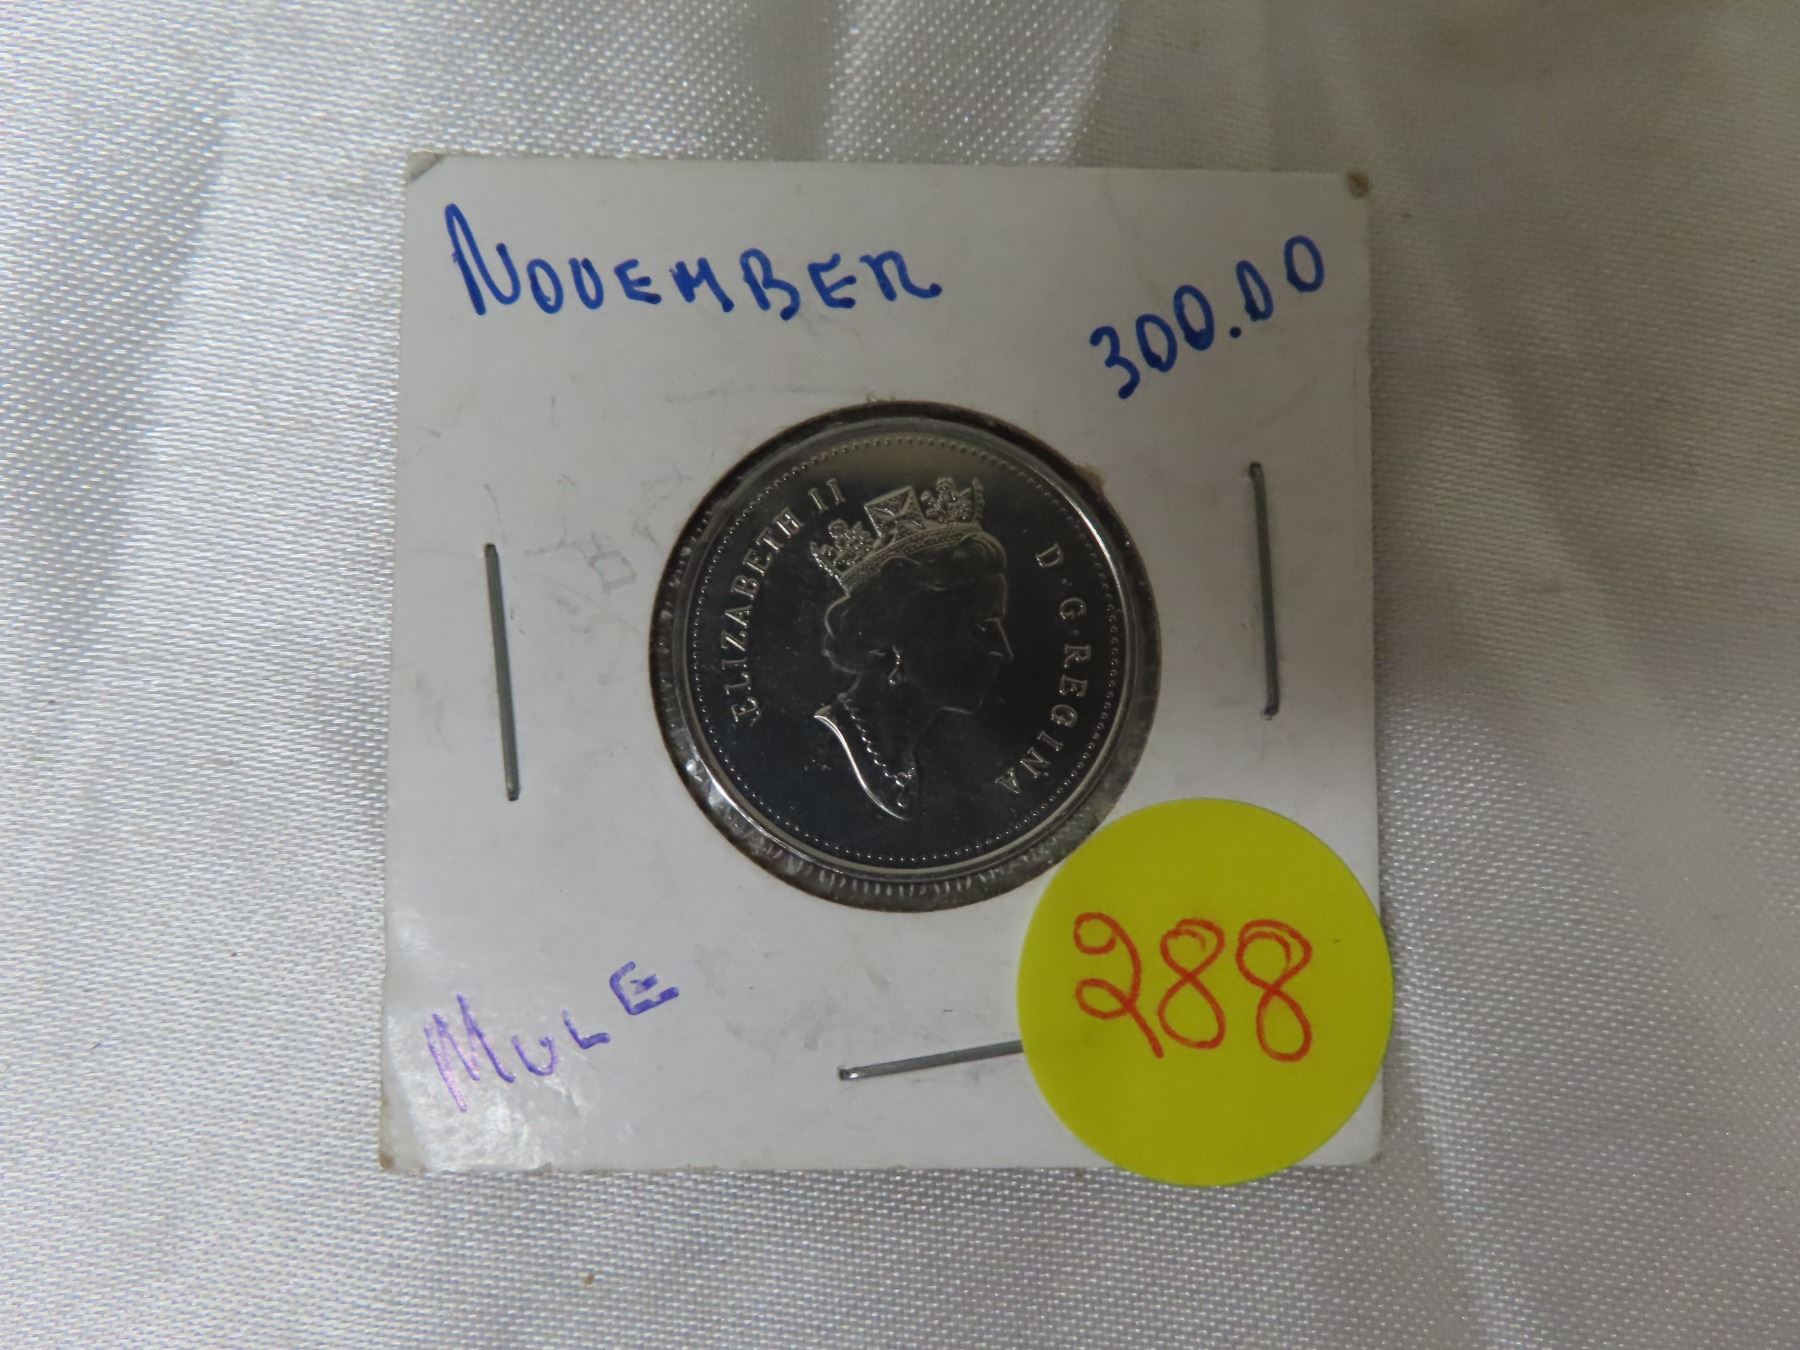 NOVEMBER
300.00
ELIZABETH II
D·G·REGINA
MULE
288